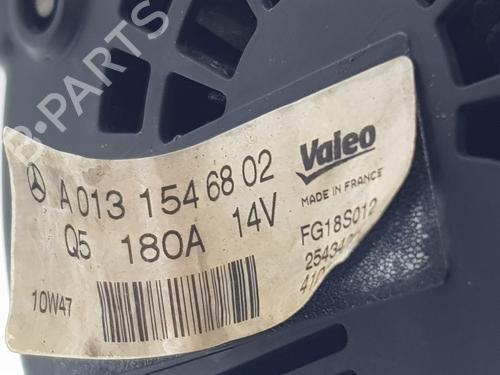 B-PARTS
A 013 154 68 02
Q5 180A 14V
10W47
Valeo
MADE IN FRANCE
FG18S012